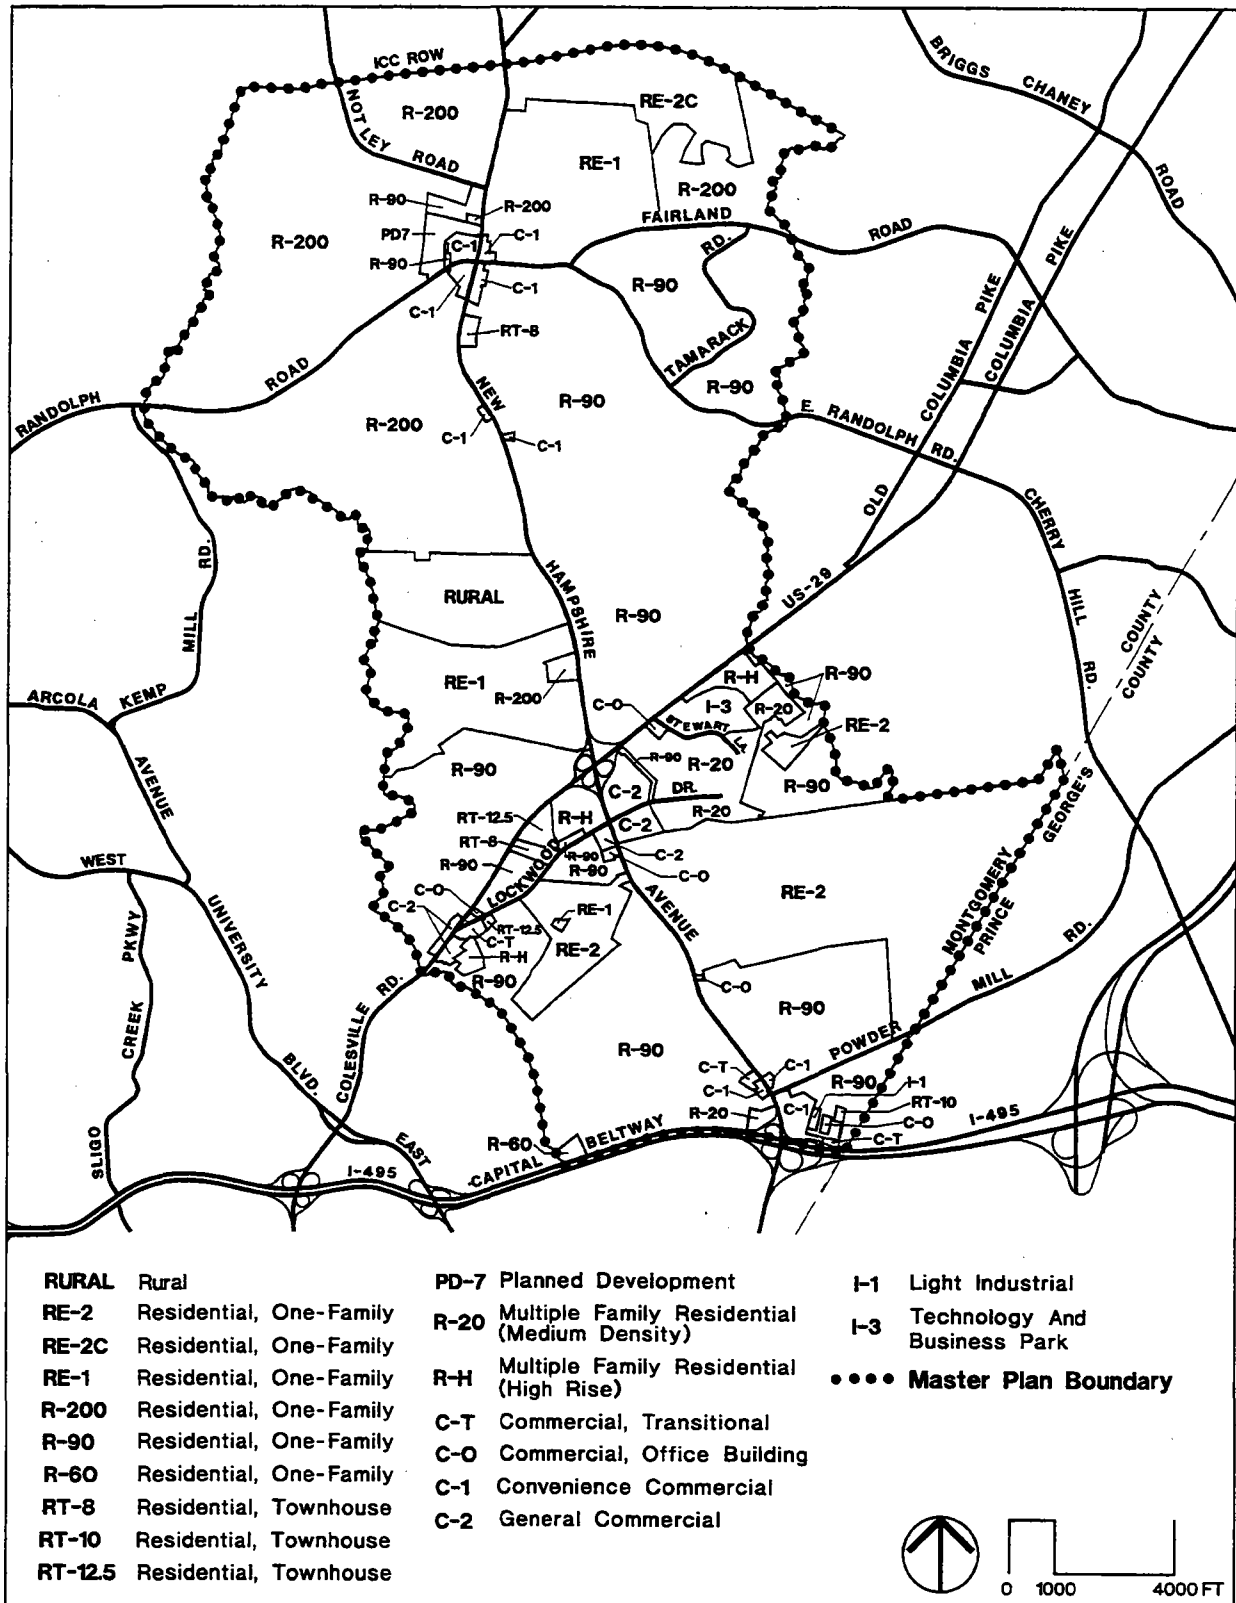 ICC ROW
BRIGGS CHANEY ROAD
RE-2C
R-200
NOTLEY ROAD
RE-1
R-90
R-200
R-200
FAIRLAND ROAD
R-200
PD7
C-1
C-1
R-90
RD.
COLUMBIA PIKE
R-90
C-1
C-1
OLD COLUMBIA PIKE
RT-8
TAMARACK
ROAD
NEW
R-90
R-90
RANDOLPH
R-200
C-1
C-1
E. RANDOLPH RD.
CHERRY HILL RD.
RD.
HAMPSHIRE
US-29
RURAL
R-90
COUNTY
COUNTY
MILL
RE-1
R-200
R-H
R-90
ARCOLA
KEMP
C-O
I-3
R-20
STEWART LA.
RE-2
R-90
R-90
R-20
R-90
AVENUE
C-2
DR.
R-20
GEORGE'S
RT-12.5
R-H
C-2
RT-8
R-90
C-2
WEST
R-90
LOCKWOOD
R-90
C-O
MONTGOMERY
PRINCE
C-O
RE-2
C-2
RE-1
AVENUE
RT-12.5
C-T
RE-2
PKWY
UNIVERSITY
R-H
R-90
C-O
MILL RD.
COLESVILLE RD.
R-90
CREEK
R-90
POWDER
BLVD.
C-T
C-1
R-90
I-1
C-1
C-1
RT-10
R-20
C-O
I-495
SLIGO
EAST
R-60
BELTWAY
C-T
I-495
CAPITAL
RURAL Rural
RE-2 Residential, One-Family
RE-2C Residential, One-Family
RE-1 Residential, One-Family
R-200 Residential, One-Family
R-90 Residential, One-Family
R-60 Residential, One-Family
RT-8 Residential, Townhouse
RT-10 Residential, Townhouse
RT-12.5 Residential, Townhouse
PD-7 Planned Development
R-20 Multiple Family Residential
(Medium Density)
R-H Multiple Family Residential
(High Rise)
C-T Commercial, Transitional
C-O Commercial, Office Building
C-1 Convenience Commercial
C-2 General Commercial
I-1 Light Industrial
I-3 Technology And
Business Park
Master Plan Boundary
0 1000 4000 FT